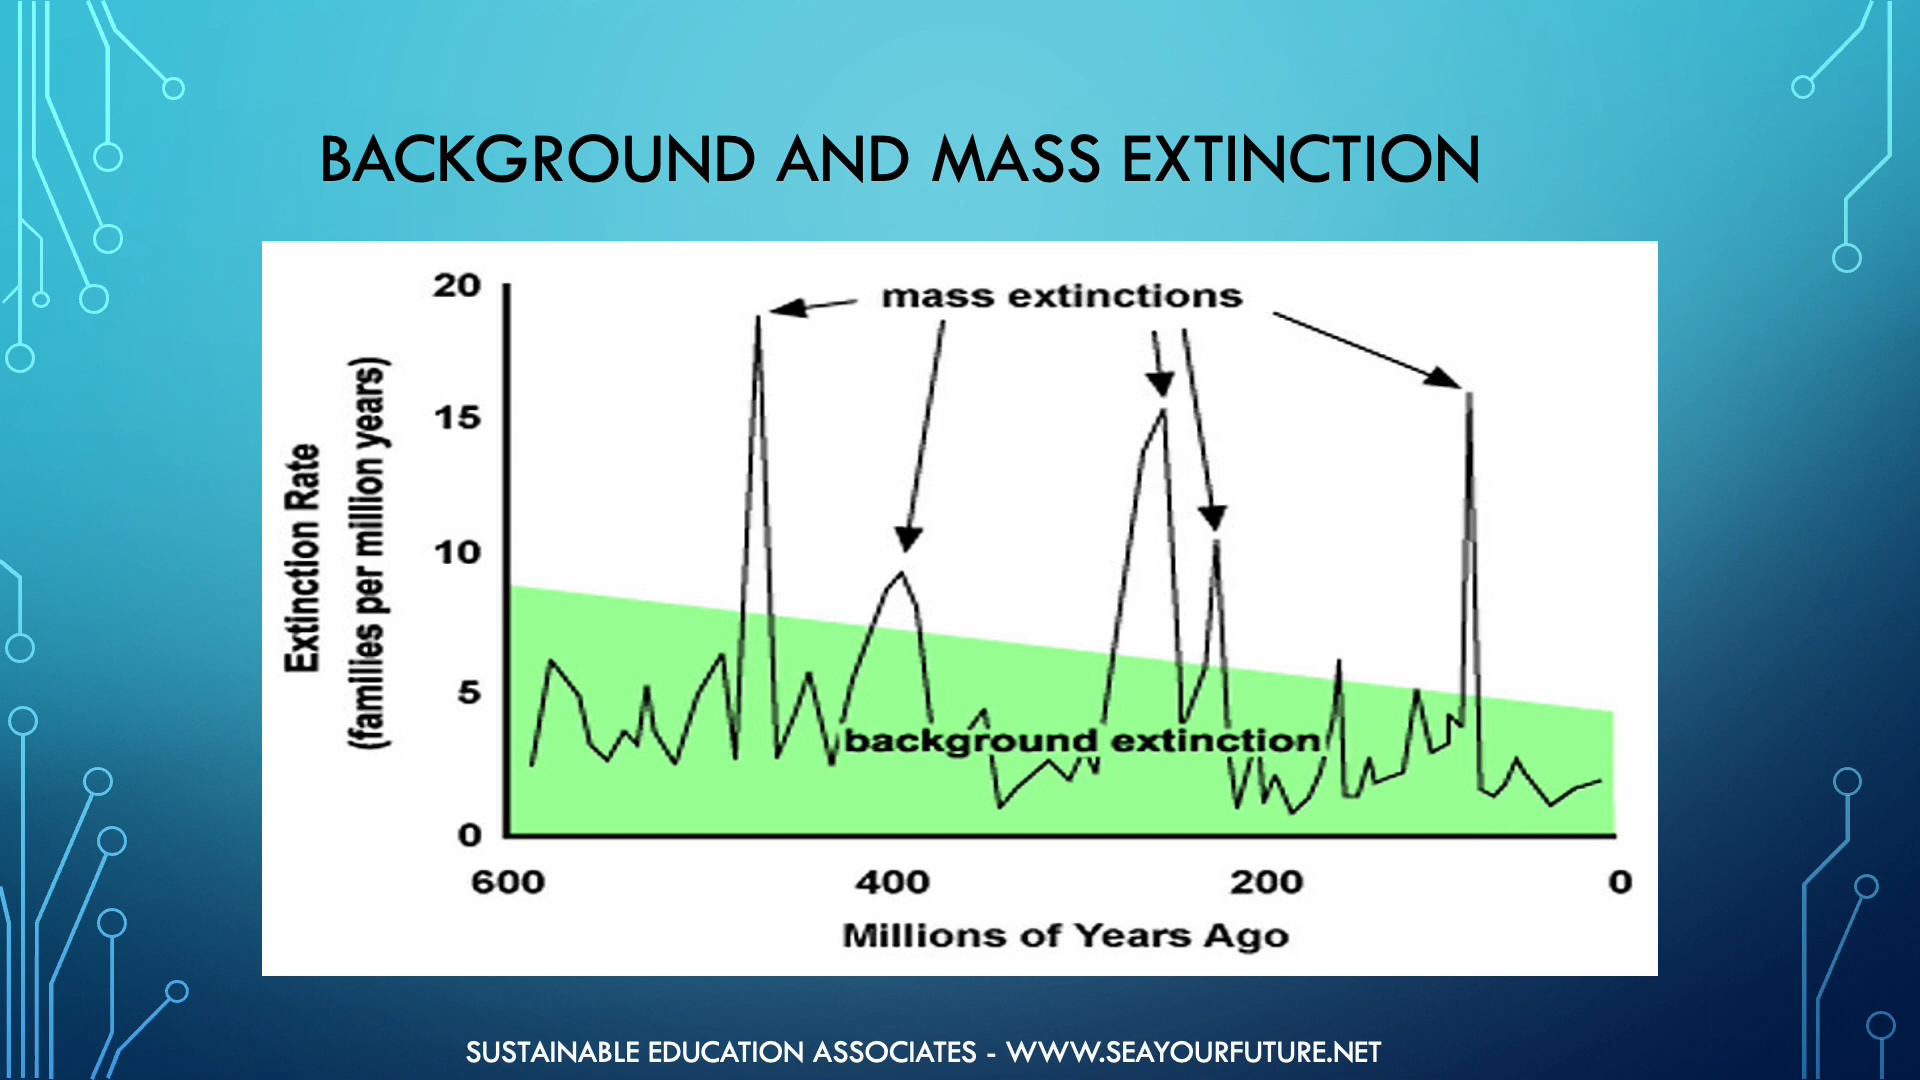 BACKGROUND AND MASS EXTINCTION
mass extinctions
20
15
10
5
0
Extinction Rate
(families per million years)
background extinction
600
400
200
0
Millions of Years Ago
SUSTAINABLE EDUCATION ASSOCIATES - WWW.SEAYOURFUTURE.NET